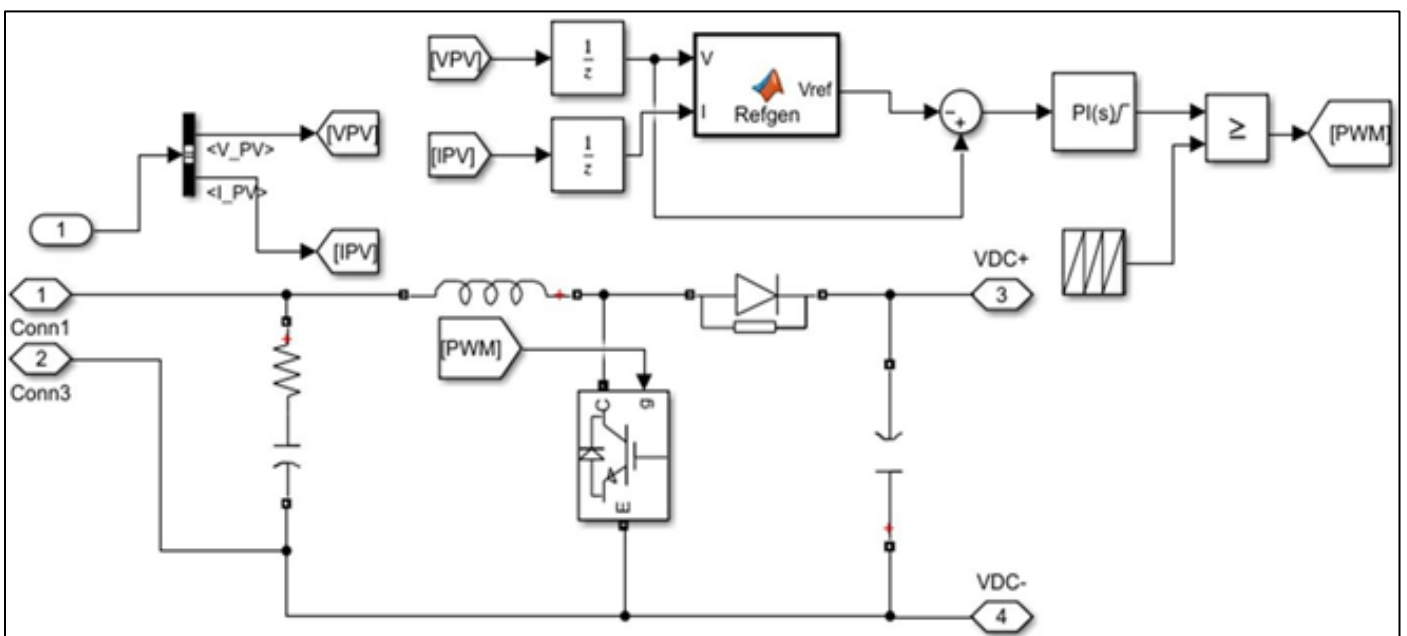 [VPV]
1
z
V
I
Vref
Refgen
-
+
PI(s)
≥
[PWM]
[IPV]
1
z
<V_PV>
[VPV]
<I_PV>
[IPV]
1
1
Conn1
2
Conn3
[PWM]
C
g
E
VDC+
3
VDC-
4